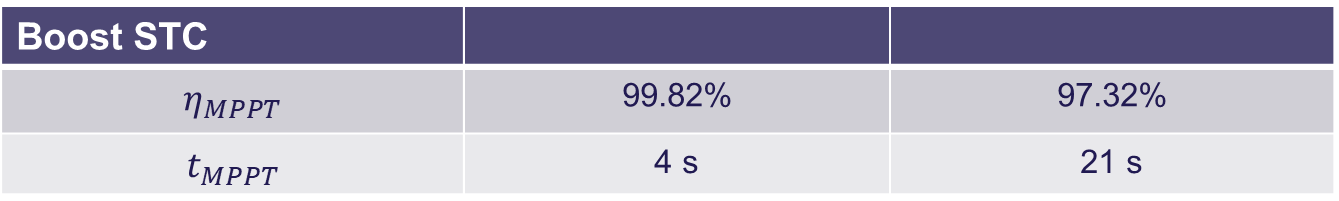 Boost STC
η_MPPT 99.82% 97.32%
t_MPPT 4 s 21 s